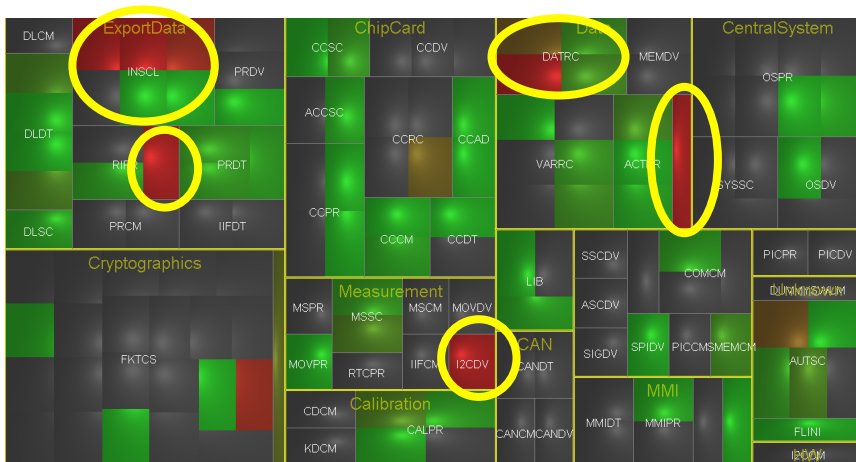 ExportData
DLCM
INSCL
PRDV
DLDT
RIPR
PRDT
DLSC
PRCM
IIFDT
ChipCard
CCSC
CCDV
ACCSC
CCRC
CCAD
CCPR
CCCM
CCDT
Data
DATRC
MEMDV
VARRC
CentralSystem
OSPR
SYSSC
OSDV
Cryptographics
FKTCS
Measurement
MSPR
MSSC
MSCM
MOVDV
MOVPR
RTCPR
IIFCM
I2CDV
Calibration
CDCM
CALPR
KDCM
LIB
CAN
CANDT
CANCM
CANDV
SSCDV
COMCM
ASCDV
SIGDV
SPIDV
PICCM
SMEMCM
MMI
MMIDT
MMIPR
PICPR
PICDV
AUTSC
FLINI